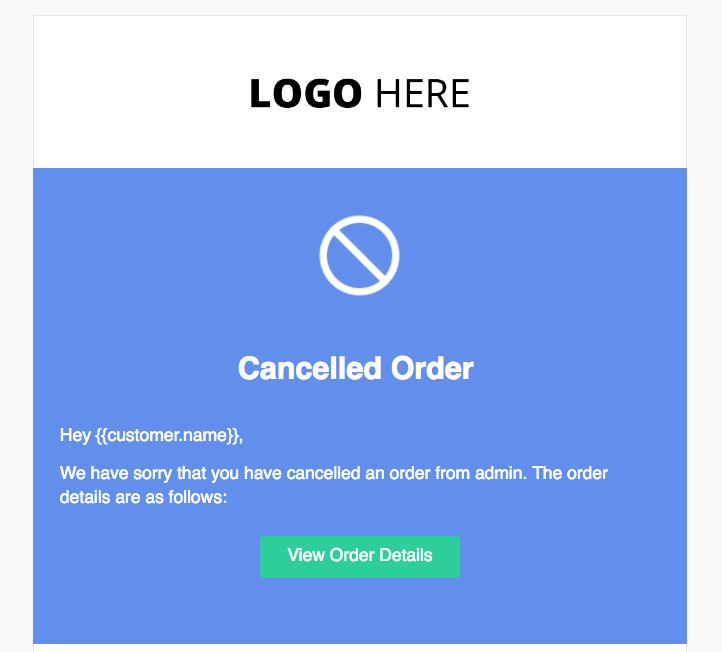 LOGO HERE
Cancelled Order
Hey {{customer.name}},
We have sorry that you have cancelled an order from admin. The order
details are as follows:
View Order Details